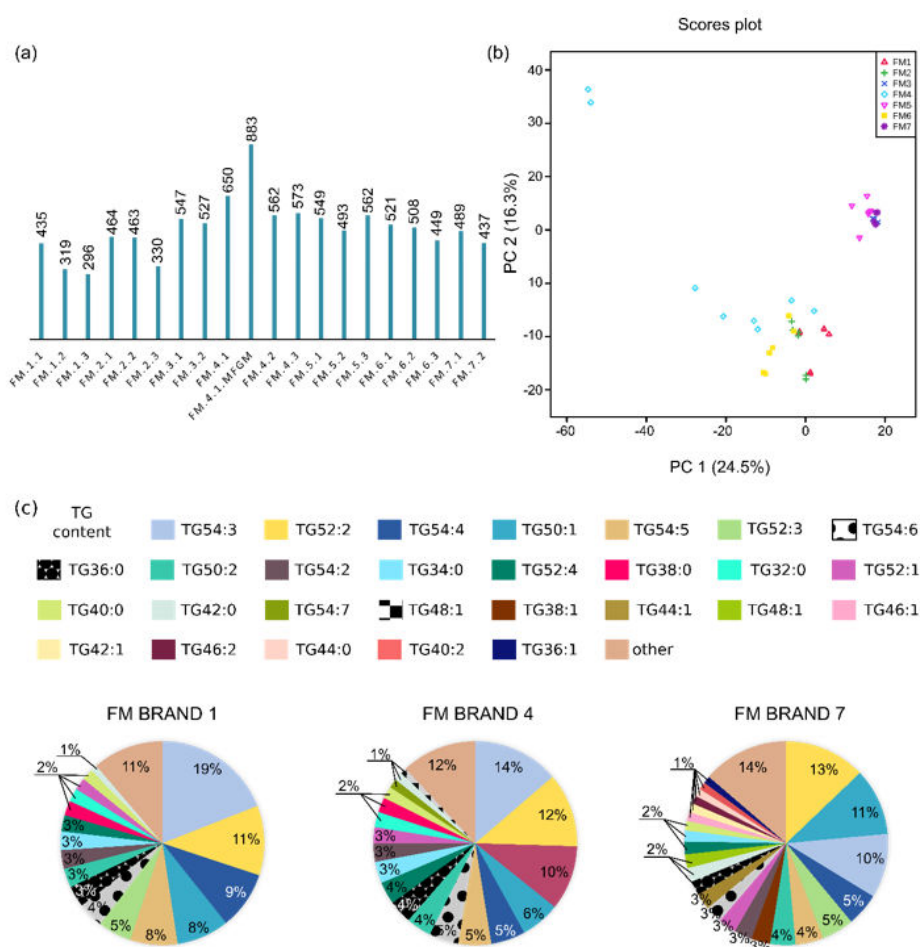 Scores plot
(a)
(b)
435
319
296
464
463
330
547
527
650
883
562
573
549
493
562
521
508
449
489
437
FM.1.1
FM.1.2
FM.1.3
FM.2.1
FM.2.2
FM.2.3
FM.3.1
FM.3.2
FM.4.1
FM.4.1.MFGM
FM.4.2
FM.4.3
FM.5.1
FM.5.2
FM.5.3
FM.6.1
FM.6.2
FM.6.3
FM.7.1
FM.7.2
PC 2 (16.3%)
40
30
20
0
10
-10
-20
FM1
FM2
FM3
FM4
FM5
FM6
FM7
-60 -40 -20 0 20
PC 1 (24.5%)
(c)
TG content
TG54:3 TG52:2 TG54:4 TG50:1 TG54:5 TG52:3 TG54:6
TG36:0 TG50:2 TG54:2 TG34:0 TG52:4 TG38:0 TG32:0 TG52:1
TG40:0 TG42:0 TG54:7 TG48:1 TG38:1 TG44:1 TG48:1 TG46:1
TG42:1 TG46:2 TG44:0 TG40:2 TG36:1 other
FM BRAND 1
19%
11%
9%
8%
8%
5%
4%
3%
3%
3%
3%
3%
2%
1%
11%
FM BRAND 4
14%
12%
10%
6%
5%
5%
5%
4%
4%
4%
3%
3%
3%
2%
1%
12%
FM BRAND 7
13%
11%
10%
5%
5%
4%
4%
3%
3%
3%
3%
3%
2%
2%
1%
14%